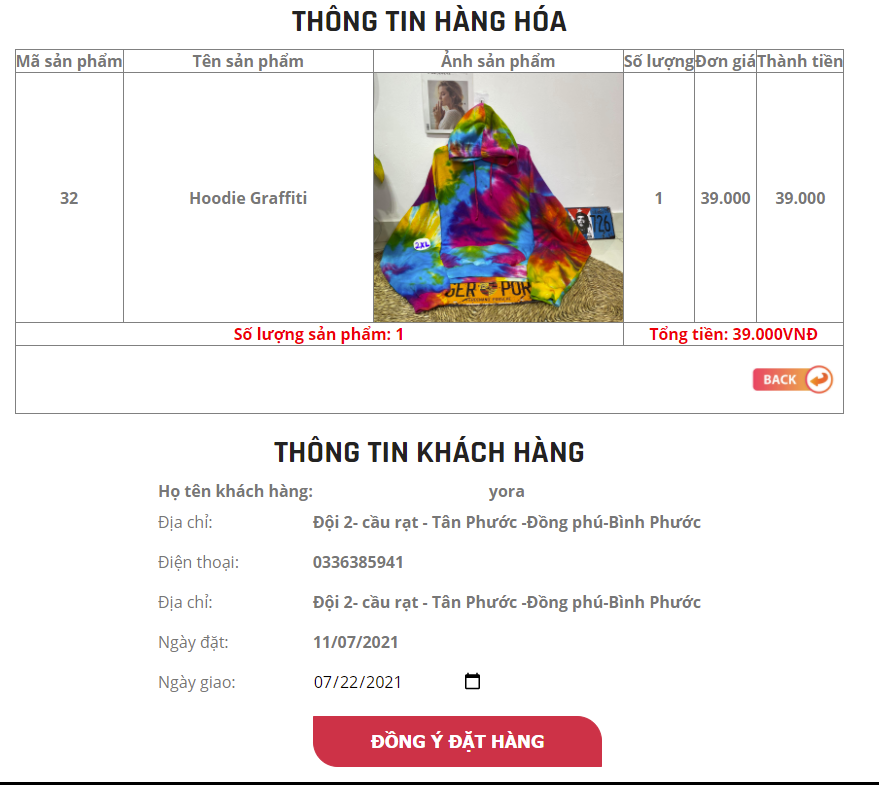 THÔNG TIN HÀNG HÓA
Mã sản phẩm Tên sản phẩm Ảnh sản phẩm Số lượng Đơn giá Thành tiền
32 Hoodie Graffiti 1 39.000 39.000
726
2XL
GER POR
Số lượng sản phẩm: 1 Tổng tiền: 39.000VNĐ
BACK
THÔNG TIN KHÁCH HÀNG
Họ tên khách hàng: yora
Địa chỉ: Đội 2- cầu rạt - Tân Phước -Đồng phú-Bình Phước
Điện thoại: 0336385941
Địa chỉ: Đội 2- cầu rạt - Tân Phước -Đồng phú-Bình Phước
Ngày đặt: 11/07/2021
Ngày giao: 07/22/2021
ĐỒNG Ý ĐẶT HÀNG